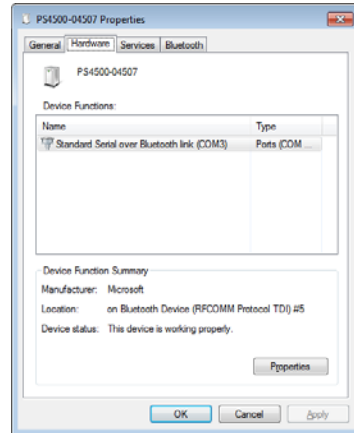 PS4500-04507 Properties
General Hardware Services Bluetooth
PS4500-04507
Device Functions:
Name Type
Standard Serial over Bluetooth link (COM3) Ports (COM ...
Device Function Summary
Manufacturer: Microsoft
Location: on Bluetooth Device (RFCOMM Protocol TDI) #5
Device status: This device is working properly.
Properties
OK Cancel Apply